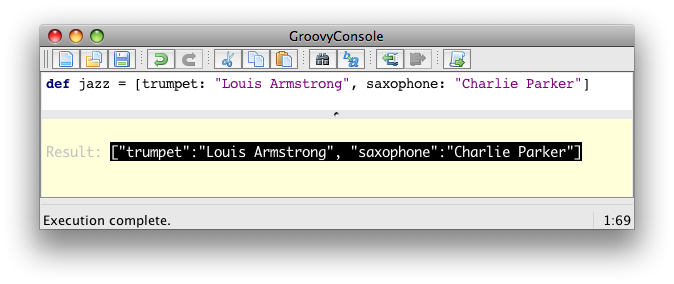 GroovyConsole
def jazz = [trumpet: "Louis Armstrong", saxophone: "Charlie Parker"]
Result: ["trumpet":"Louis Armstrong", "saxophone":"Charlie Parker"]
Execution complete.
1:69